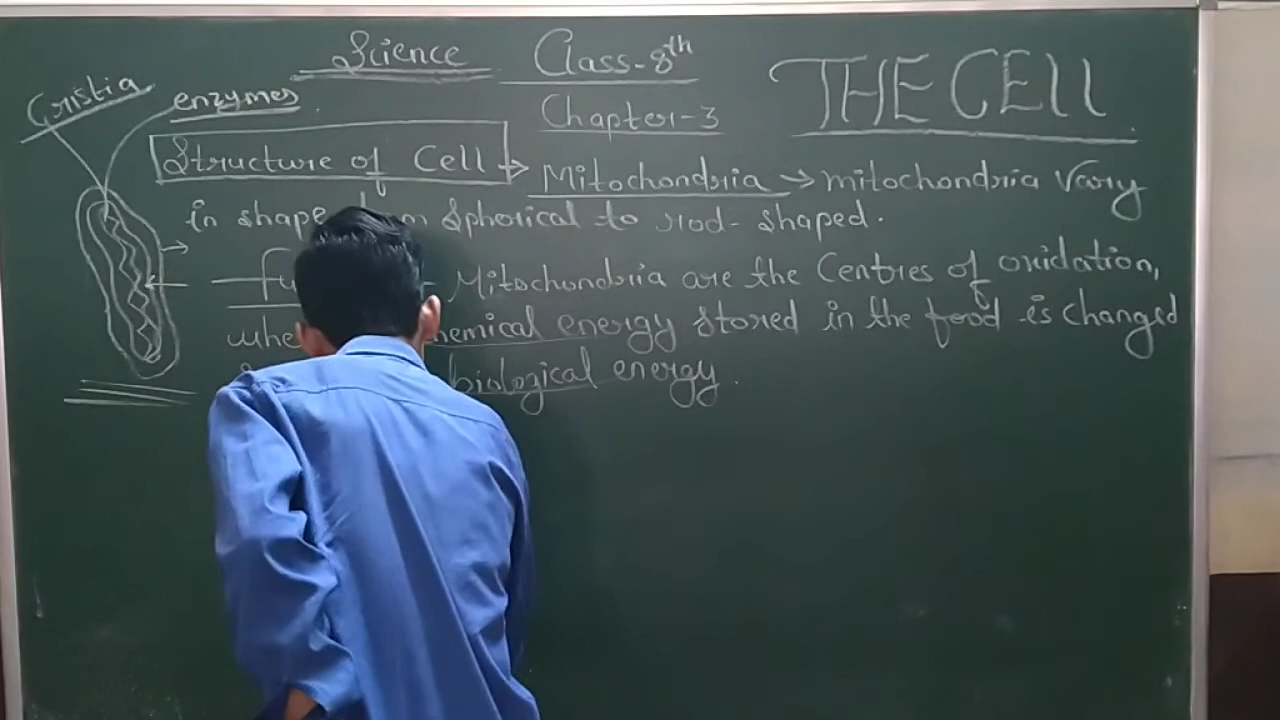 Science Class-8th THE CELL
Cristia enzymes Chapter-3
Structure of Cell → Mitochondria → mitochondria vary
in shape Spherical to rod-shaped.
Mitochondria are the Centres of oxidation,
energy stored in the food is changed
biological energy.